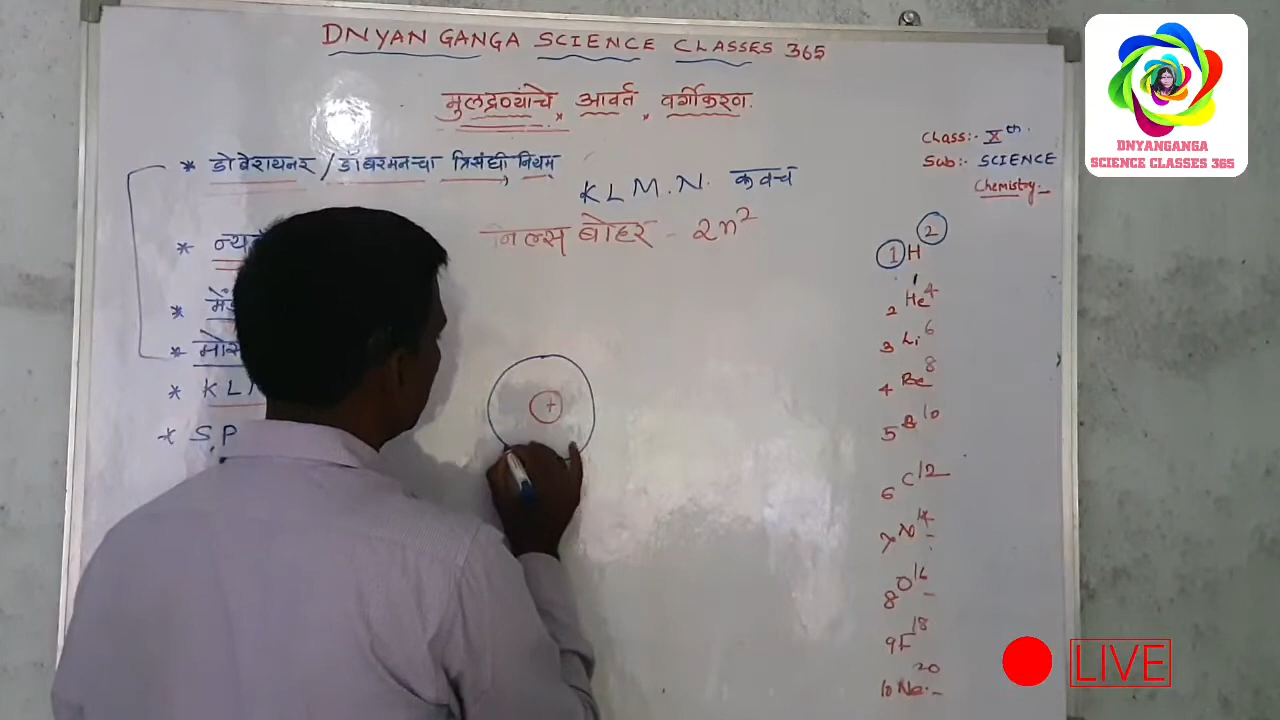 DNYAN GANGA SCIENCE CLASSES 365
मुलद्रव्यांचे आवर्त वर्गीकरण.
* डोबेरायनर / डॉबरमनच्या त्रिसंधी नियम
K L M. N. कवच
निल्स बोहर - 2n²
* K L
* S, P
Class:- Xth
Sub:- SCIENCE
Chemistry
1 H 2
2 He 4
3 Li 6
4 Be 8
5 B 10
6 C 12
7 N 14
8 O 16
9 F 18
10 Ne 20
+
DNYANGANGA
SCIENCE CLASSES 365
LIVE